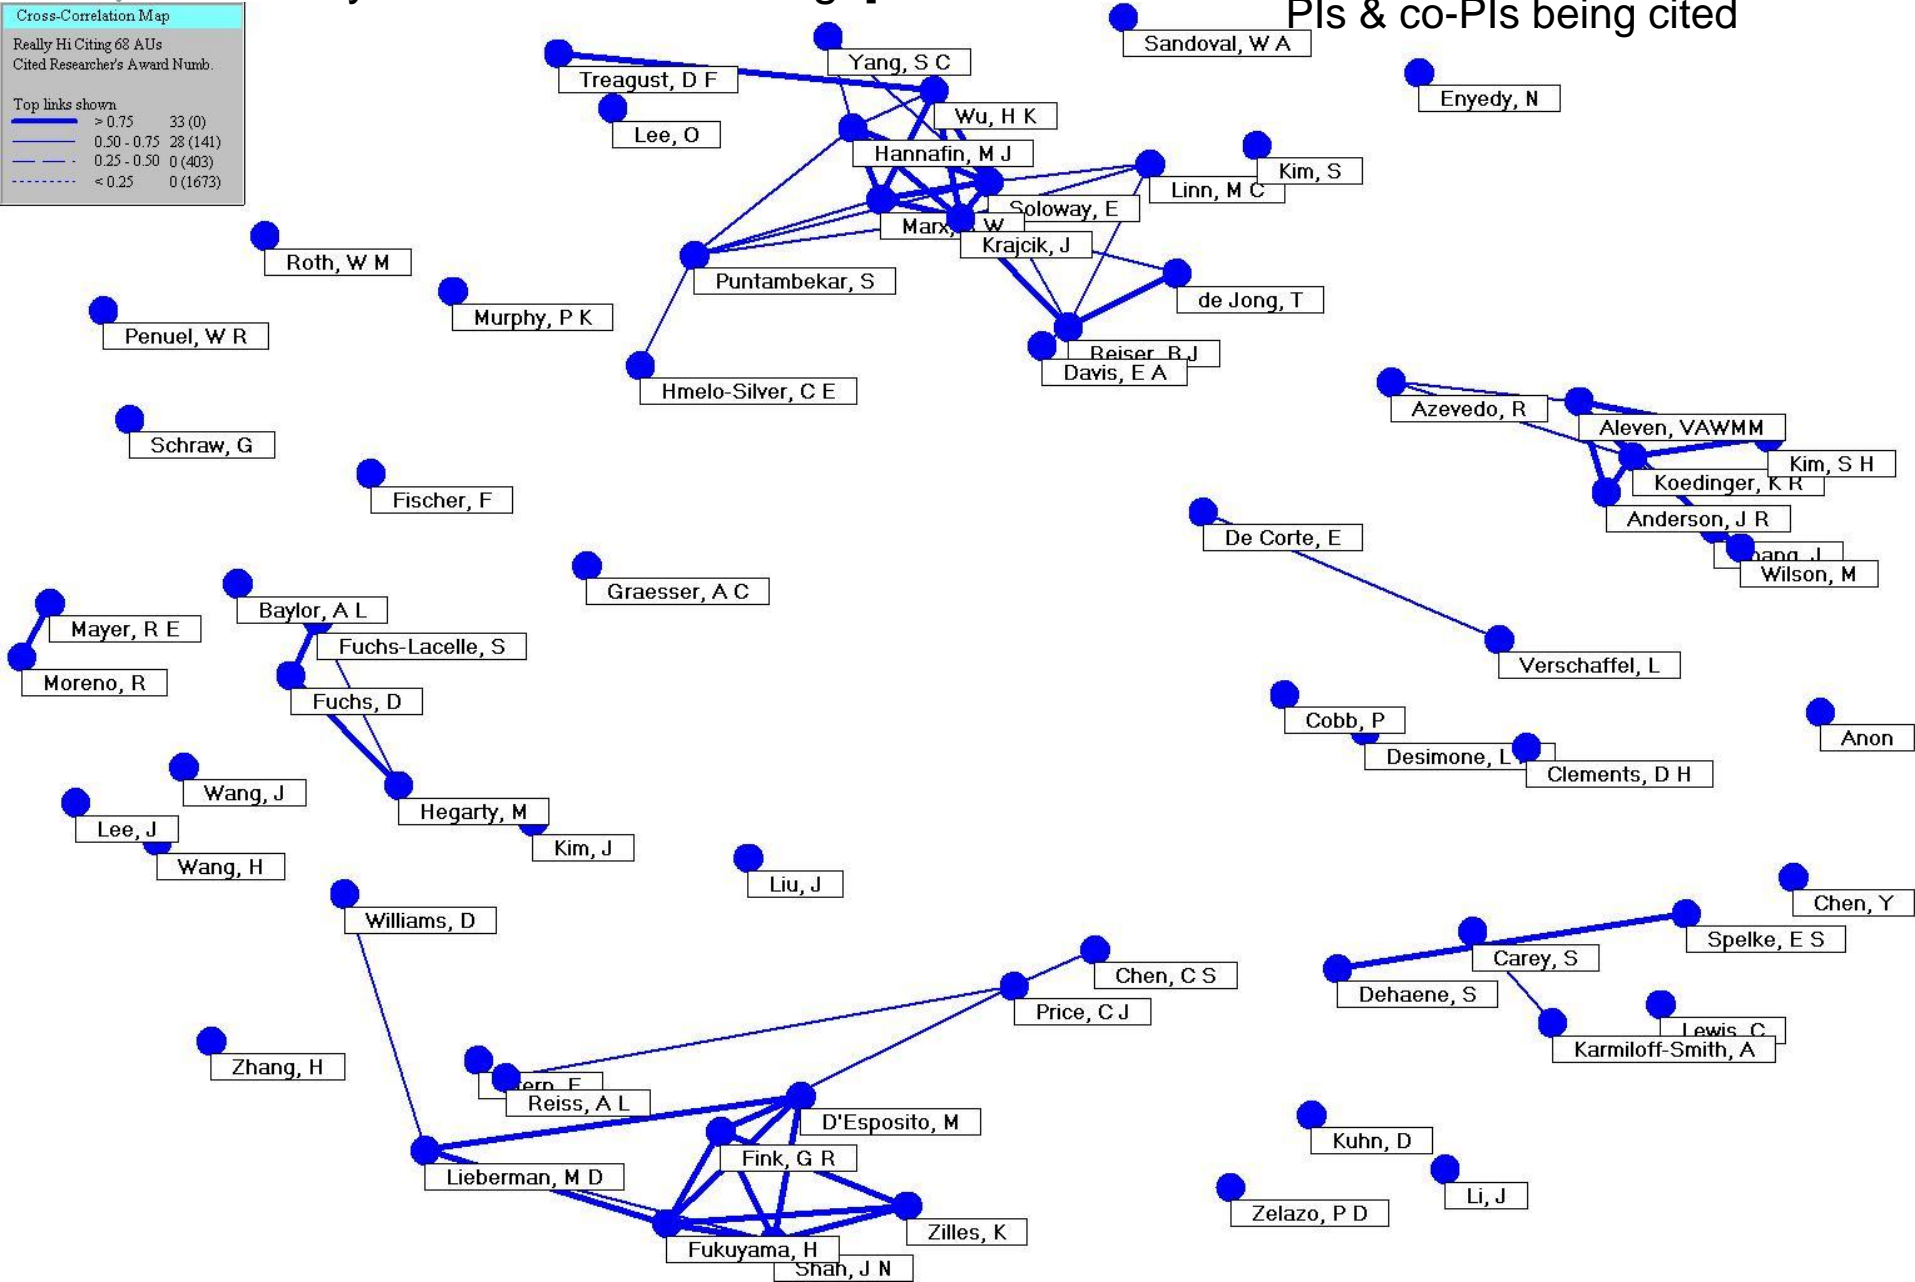 PIs & co-PIs being cited
Cross-Correlation Map
Really Hi Citing 68 AUs
Cited Researcher's Award Numb.
Top links shown
> 0.75 33 (0)
0.50 - 0.75 28 (141)
0.25 - 0.50 0 (403)
< 0.25 0 (1673)
Sandoval, W A
Yang, S C
Treagust, D F
Enyedy, N
Wu, H K
Lee, O
Hannafin, M J
Kim, S
Linn, M C
Soloway, E
Marx, W
Krajcik, J
Roth, W M
Puntambekar, S
de Jong, T
Murphy, P K
Penuel, W R
Reiser, B J
Davis, E A
Hmelo-Silver, C E
Azevedo, R
Aleven, VAWMM
Schraw, G
Kim, S H
Koedinger, K R
Fischer, F
Anderson, J R
De Corte, E
J
Wilson, M
Graesser, A C
Baylor, A L
Mayer, R E
Fuchs-Lacelle, S
Verschaffel, L
Moreno, R
Fuchs, D
Cobb, P
Anon
Desimone, L
Clements, D H
Wang, J
Hegarty, M
Lee, J
Kim, J
Wang, H
Liu, J
Chen, Y
Williams, D
Spelke, E S
Carey, S
Chen, C S
Dehaene, S
Price, C J
Lewis, C
Karmiloff-Smith, A
Zhang, H
Reiss, A L
D'Esposito, M
Kuhn, D
Fink, G R
Lieberman, M D
Li, J
Zelazo, P D
Zilles, K
Fukuyama, H
Shah, J N